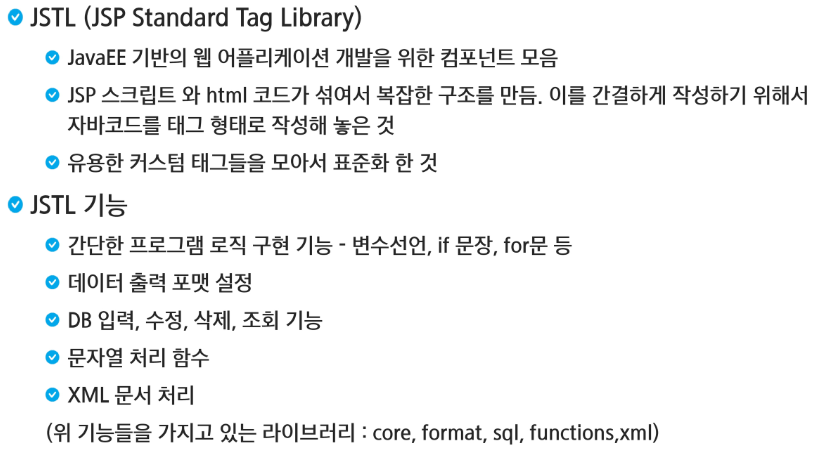 JSTL (JSP Standard Tag Library)
JavaEE 기반의 웹 어플리케이션 개발을 위한 컴포넌트 모음
JSP 스크립트 와 html 코드가 섞여서 복잡한 구조를 만듬. 이를 간결하게 작성하기 위해서
자바코드를 태그 형태로 작성해 놓은 것
유용한 커스텀 태그들을 모아서 표준화 한 것
JSTL 기능
간단한 프로그램 로직 구현 기능 - 변수선언, if 문장, for문 등
데이터 출력 포맷 설정
DB 입력, 수정, 삭제, 조회 기능
문자열 처리 함수
XML 문서 처리
(위 기능들을 가지고 있는 라이브러리 : core, format, sql, functions,xml)